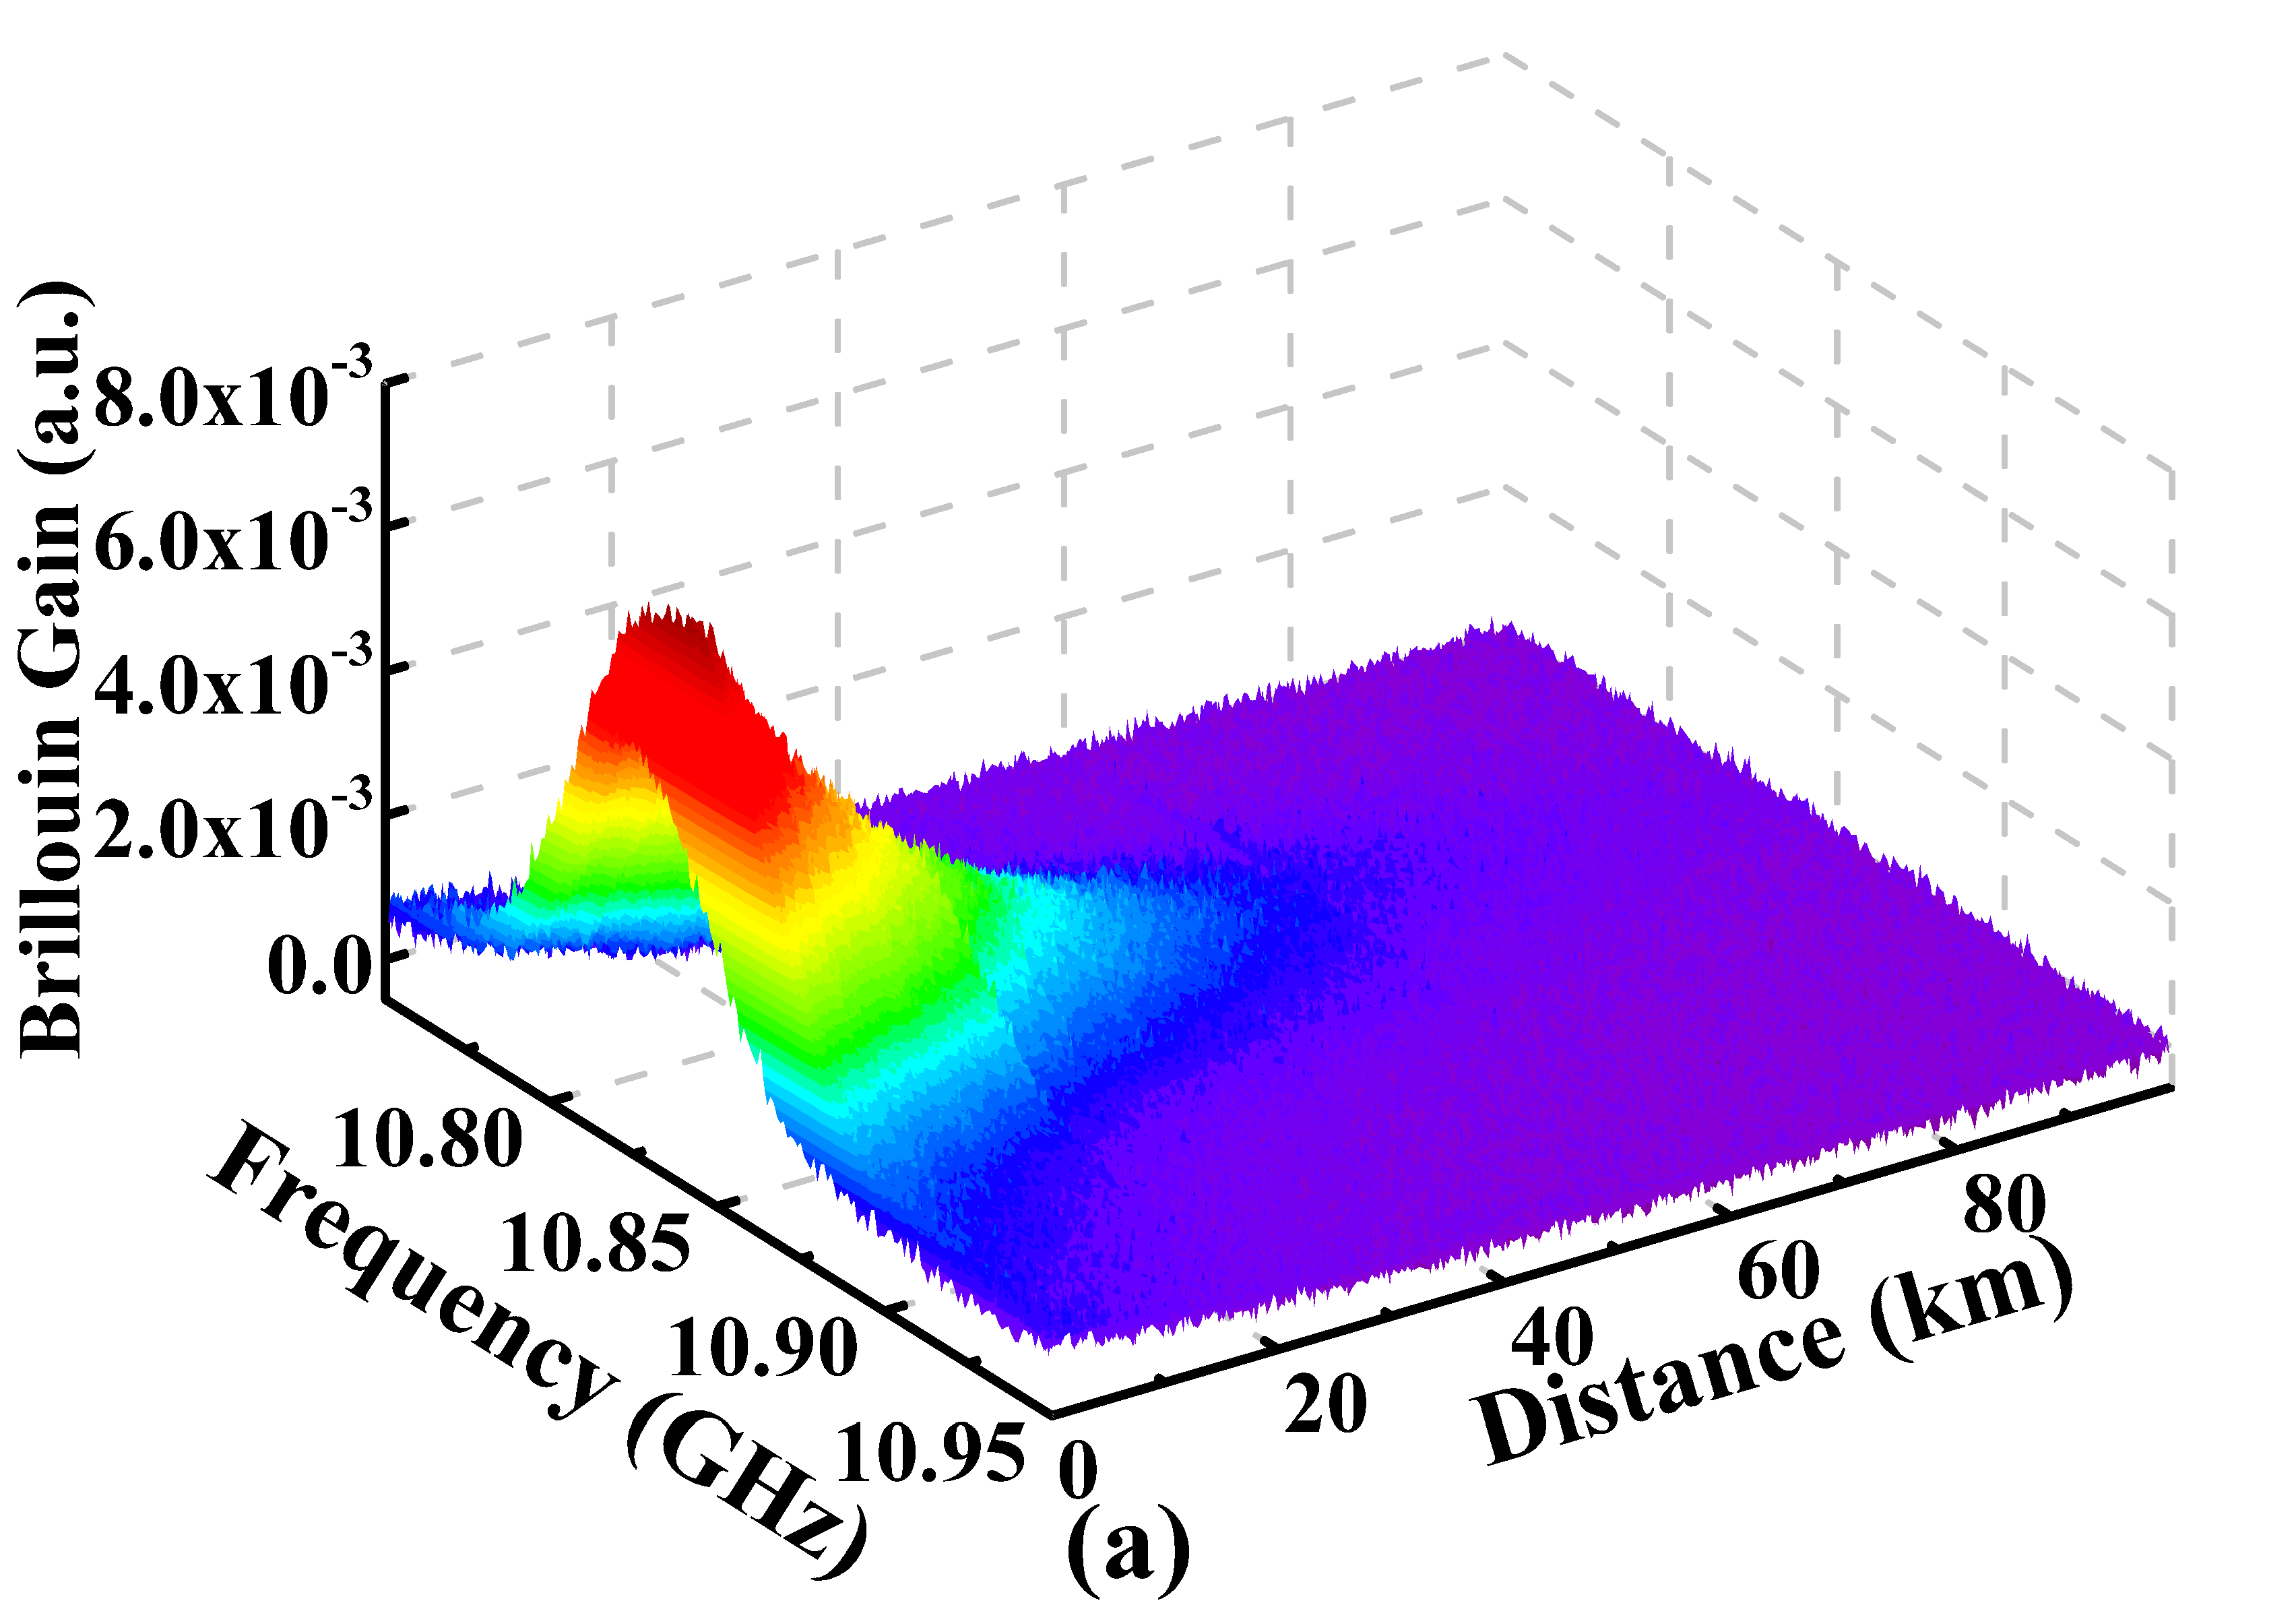 Brillouin Gain (a.u.)
8.0x10-3
6.0x10-3
4.0x10-3
2.0x10-3
0.0
10.80
10.85
10.90
10.95
Frequency (GHz)
0
20
40
60
80
Distance (km)
(a)